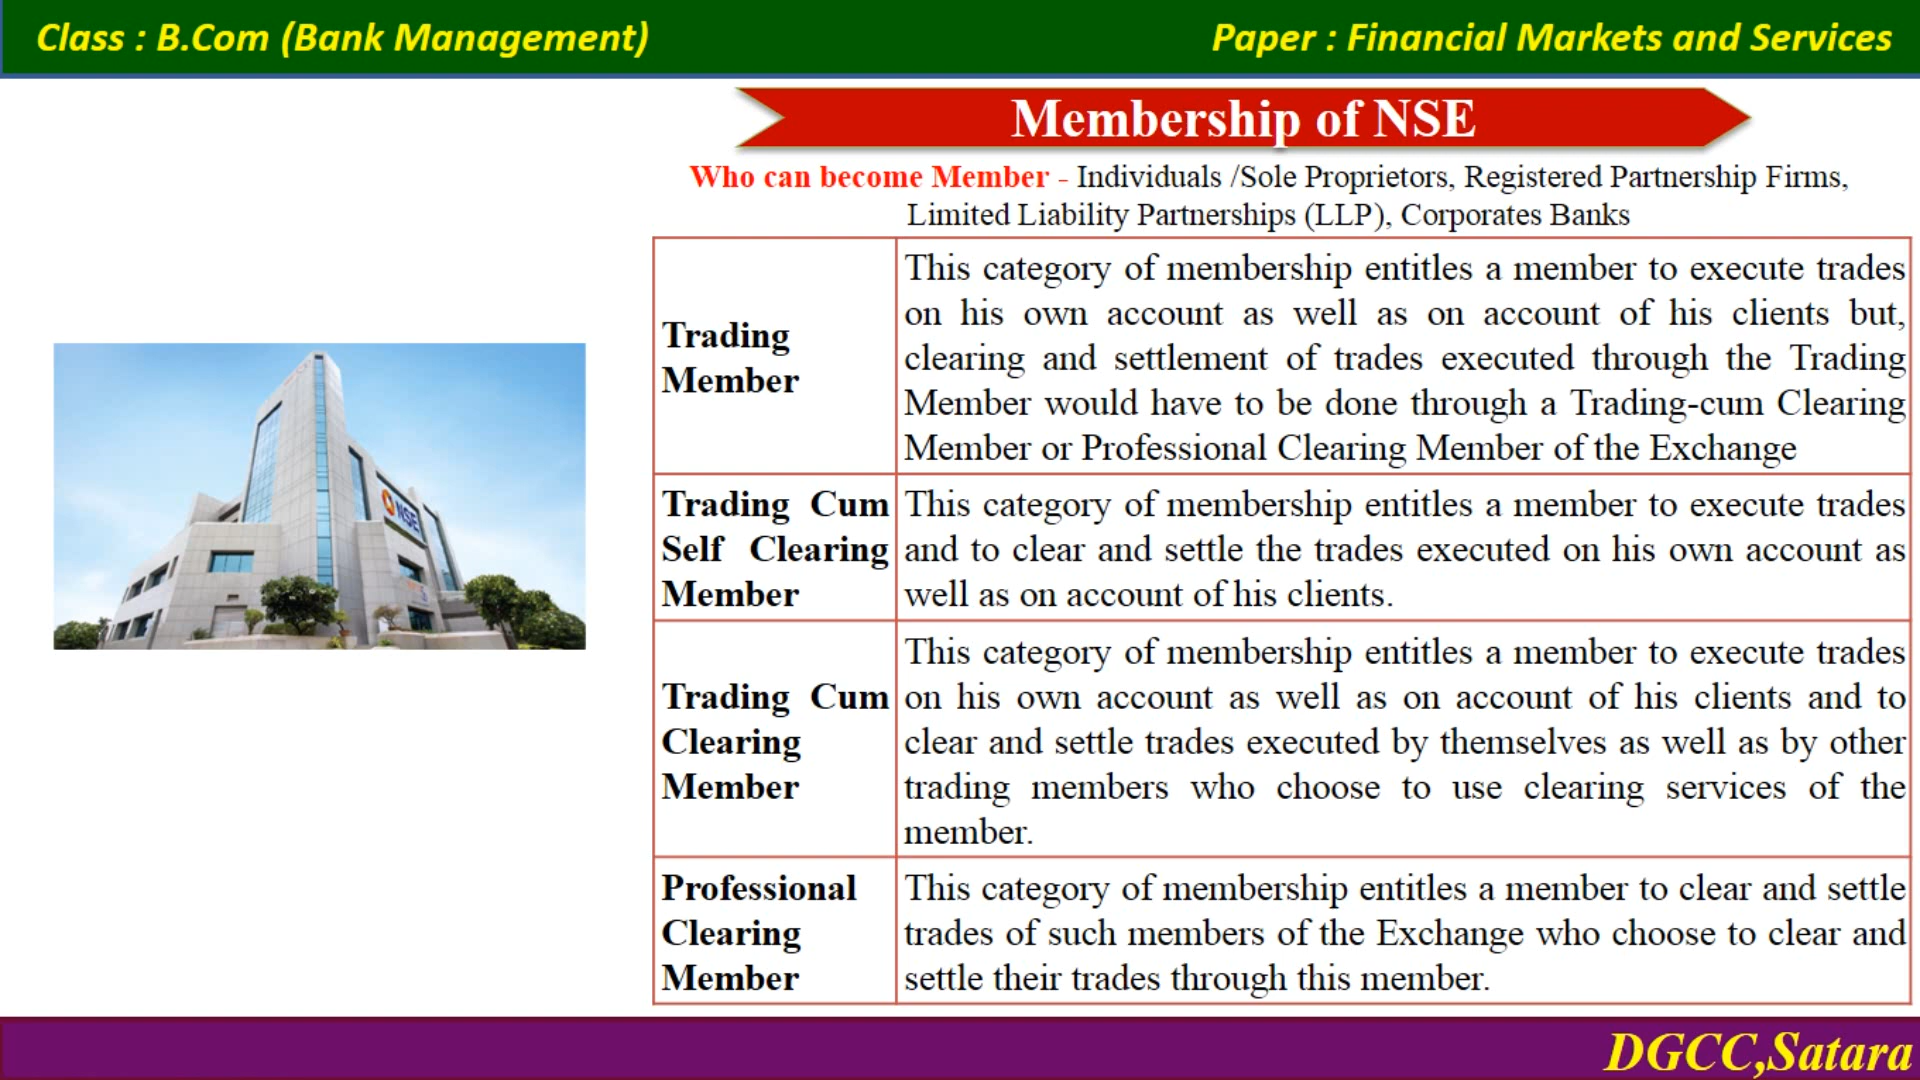 Class : B.Com (Bank Management)
Paper : Financial Markets and Services
Membership of NSE
Who can become Member - Individuals /Sole Proprietors, Registered Partnership Firms,
Limited Liability Partnerships (LLP), Corporates Banks
Trading
Member
This category of membership entitles a member to execute trades
on his own account as well as on account of his clients but,
clearing and settlement of trades executed through the Trading
Member would have to be done through a Trading-cum Clearing
Member or Professional Clearing Member of the Exchange
Trading Cum
Self Clearing
Member
This category of membership entitles a member to execute trades
and to clear and settle the trades executed on his own account as
well as on account of his clients.
Trading Cum
Clearing
Member
This category of membership entitles a member to execute trades
on his own account as well as on account of his clients and to
clear and settle trades executed by themselves as well as by other
trading members who choose to use clearing services of the
member.
Professional
Clearing
Member
This category of membership entitles a member to clear and settle
trades of such members of the Exchange who choose to clear and
settle their trades through this member.
NSE
DGCC,Satara